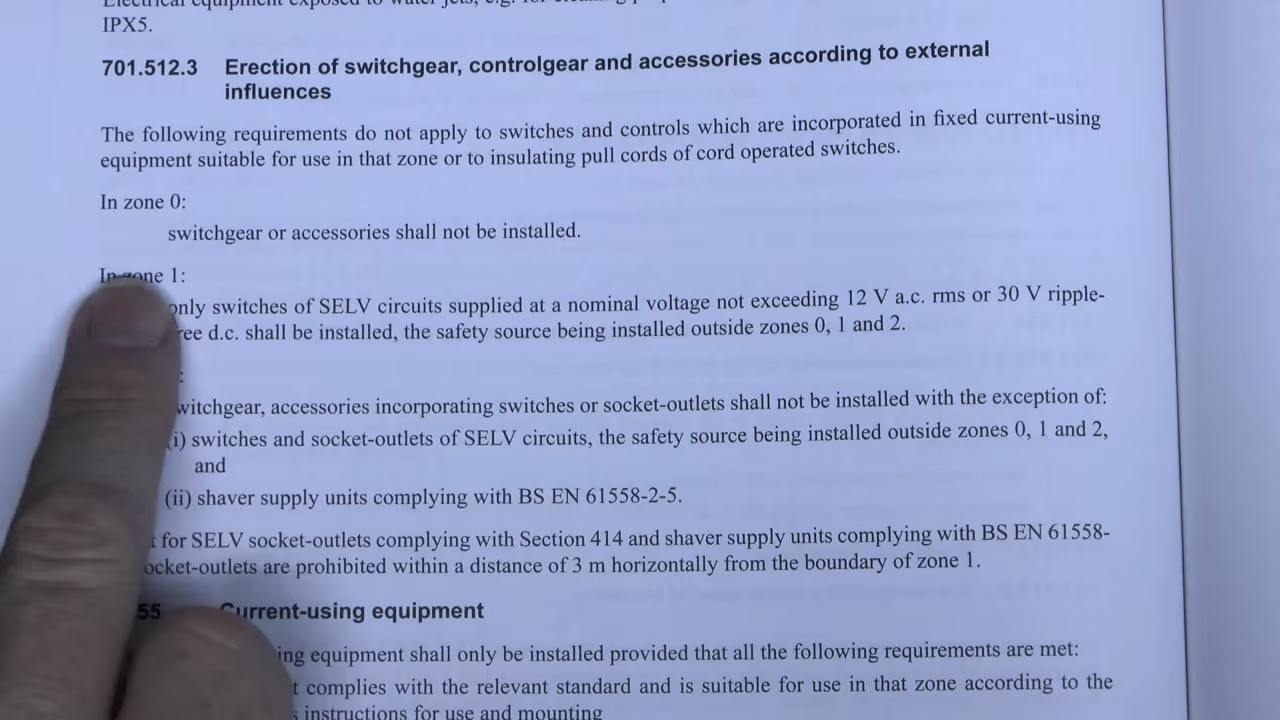 IPX5.
701.512.3 Erection of switchgear, controlgear and accessories according to external
influences
The following requirements do not apply to switches and controls which are incorporated in fixed current-using
equipment suitable for use in that zone or to insulating pull cords of cord operated switches.
In zone 0:
switchgear or accessories shall not be installed.
In zone 1:
only switches of SELV circuits supplied at a nominal voltage not exceeding 12 V a.c. rms or 30 V ripple-
ree d.c. shall be installed, the safety source being installed outside zones 0, 1 and 2.
:
witchgear, accessories incorporating switches or socket-outlets shall not be installed with the exception of:
(i) switches and socket-outlets of SELV circuits, the safety source being installed outside zones 0, 1 and 2,
and
(ii) shaver supply units complying with BS EN 61558-2-5.
for SELV socket-outlets complying with Section 414 and shaver supply units complying with BS EN 61558-
ocket-outlets are prohibited within a distance of 3 m horizontally from the boundary of zone 1.
55 Current-using equipment
ing equipment shall only be installed provided that all the following requirements are met:
t complies with the relevant standard and is suitable for use in that zone according to the
s instructions for use and mounting